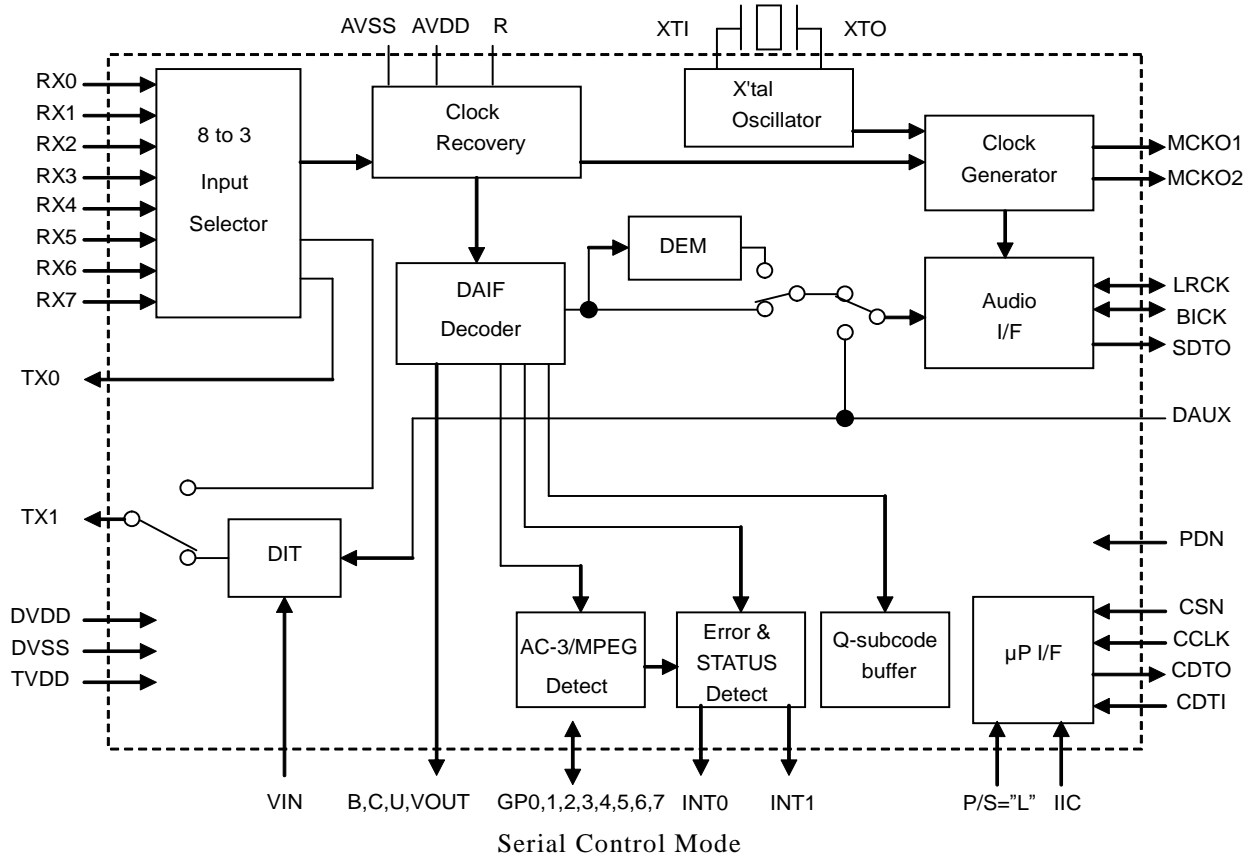 AVSS AVDD R XTI XTO
RX0
RX1
RX2
RX3
RX4
RX5
RX6
RX7
8 to 3
Input
Selector
Clock
Recovery
X'tal
Oscillator
Clock
Generator
MCKO1
MCKO2
DEM
DAIF
Decoder
Audio
I/F
LRCK
BICK
SDTO
TX0
DAUX
TX1
DIT
PDN
DVDD
DVSS
TVDD
AC-3/MPEG
Detect
Error &
STATUS
Detect
Q-subcode
buffer
µP I/F
CSN
CCLK
CDTO
CDTI
VIN B,C,U,VOUT GP0,1,2,3,4,5,6,7 INT0 INT1 P/S=”L” IIC
Serial Control Mode